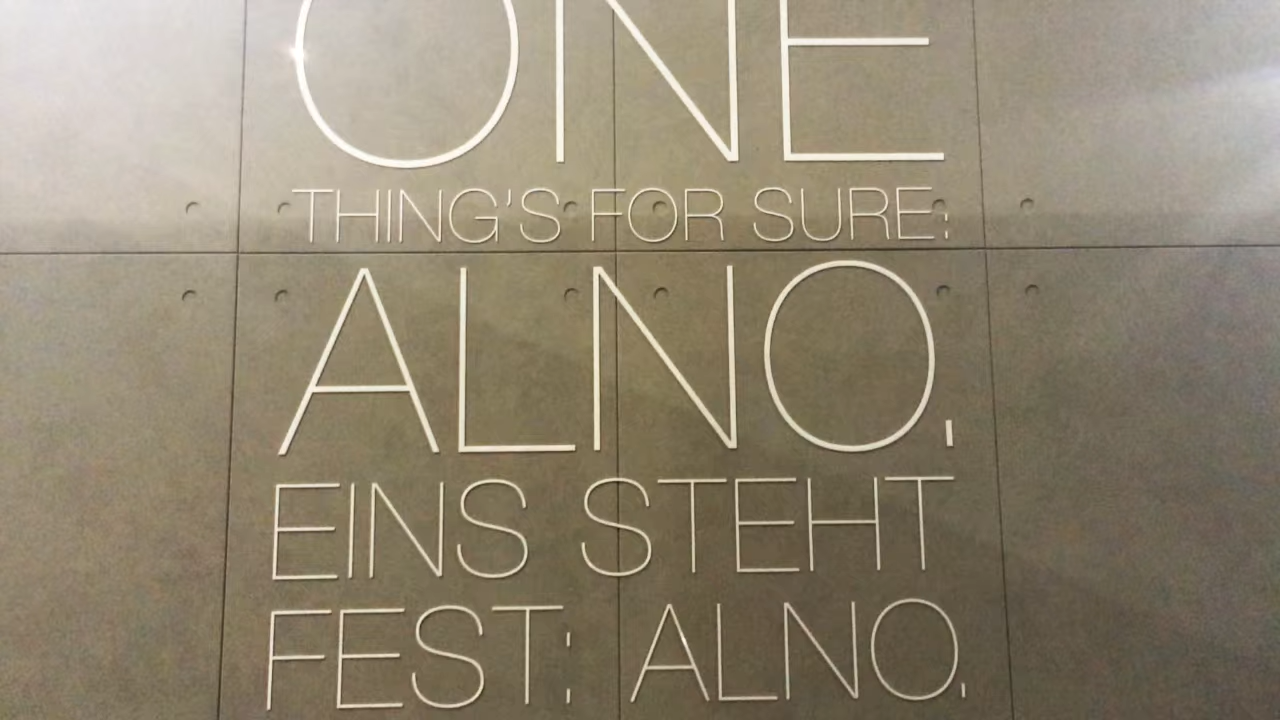 ONE
THING'S FOR SURE:
ALNO.
EINS STEHT
FEST: ALNO.